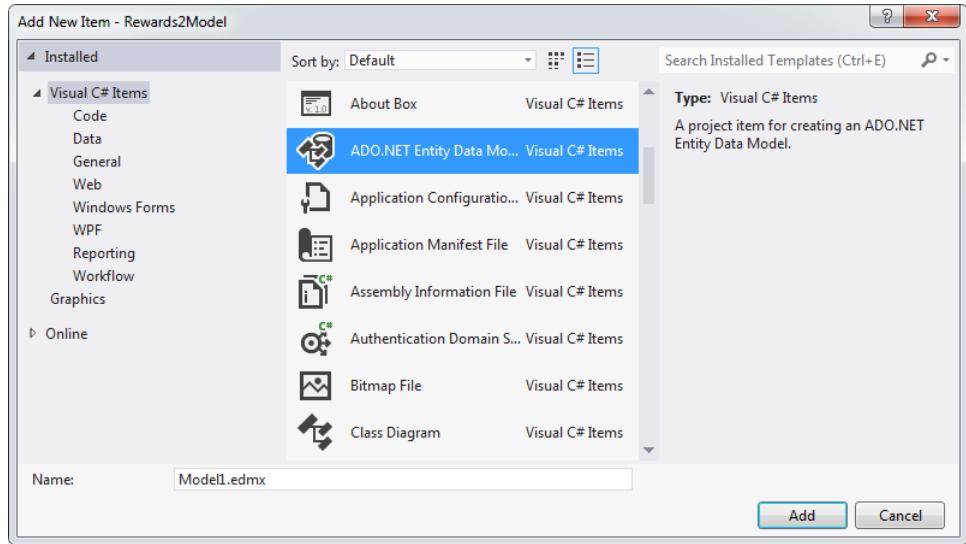 Add New Item - Rewards2Model
Installed
Sort by: Default
Search Installed Templates (Ctrl+E)
Visual C# Items
Code
Data
General
Web
Windows Forms
WPF
Reporting
Workflow
Graphics
Online
v. 1.0 About Box Visual C# Items
ADO.NET Entity Data Mo... Visual C# Items
Application Configuratio... Visual C# Items
Application Manifest File Visual C# Items
C# Assembly Information File Visual C# Items
C# Authentication Domain S... Visual C# Items
Bitmap File Visual C# Items
Class Diagram Visual C# Items
Type: Visual C# Items
A project item for creating an ADO.NET
Entity Data Model.
Name: Model1.edmx
Add Cancel